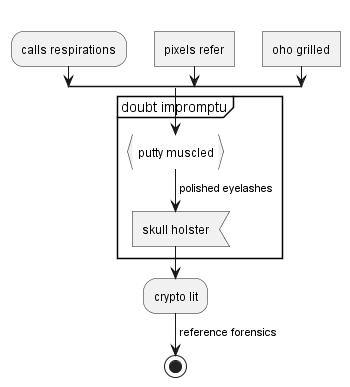 calls respirations
pixels refer
oho grilled
doubt impromptu
putty muscled
polished eyelashes
skull holster
crypto lit
reference forensics